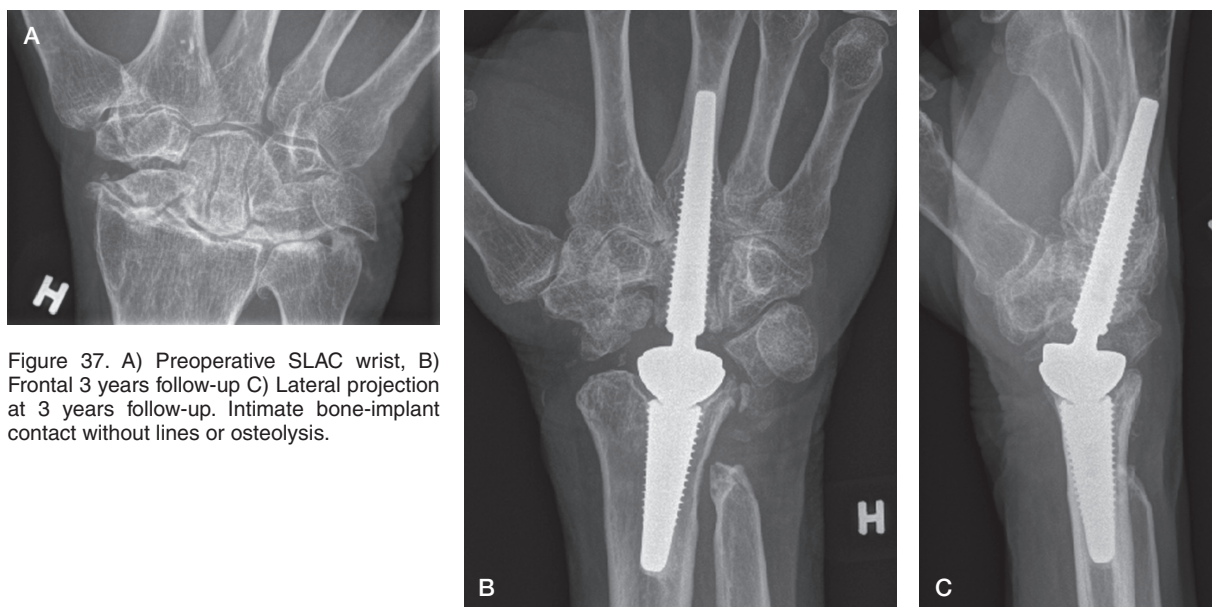 A
H
Figure 37. A) Preoperative SLAC wrist, B)
Frontal 3 years follow-up C) Lateral projection
at 3 years follow-up. Intimate bone-implant
contact without lines or osteolysis.
H
B
C